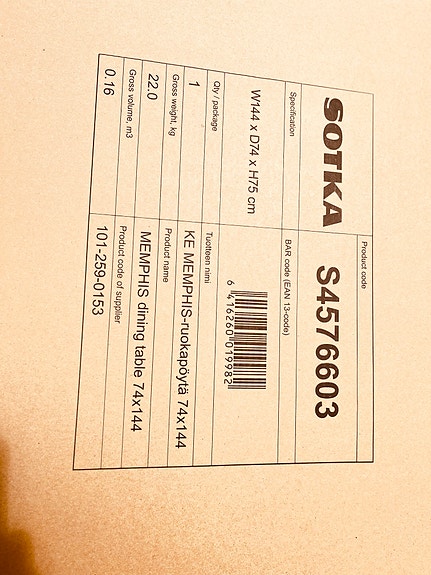 SOTKA
Product code
S4576603
Specification
W144 x D74 x H75 cm
BAR code (EAN 13-code)
6 416260 019982
Qty / package
1
Tuotteen nimi
KE MEMPHIS-ruokapöytä 74x144
Gross weight, kg
22.0
Product name
MEMPHIS dining table 74x144
Gross volume, m3
0.16
Product code of supplier
101-259-0153